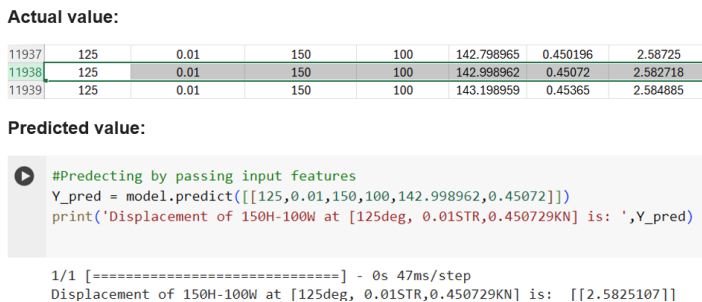 Actual value:
11937 125 0.01 150 100 142.798965 0.450196 2.58725
11938 125 0.01 150 100 142.998962 0.45072 2.582718
11939 125 0.01 150 100 143.198959 0.45365 2.584885
Predicted value:
#Predecting by passing input features
Y_pred = model.predict([[125,0.01,150,100,142.998962,0.45072]])
print('Displacement of 150H-100W at [125deg, 0.01STR,0.450729KN] is: ',Y_pred)
1/1 [==============================] - 0s 47ms/step
Displacement of 150H-100W at [125deg, 0.01STR,0.450729KN] is:  [[2.5825107]]